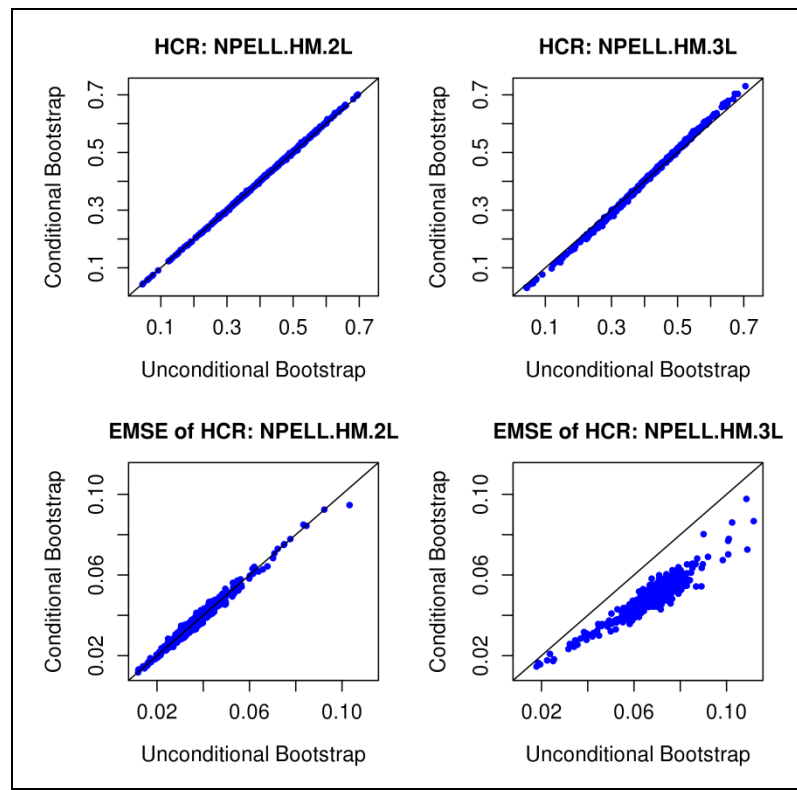 HCR: NPELL.HM.2L
Conditional Bootstrap
0.7
0.5
0.3
0.1
0.1 0.3 0.5 0.7
Unconditional Bootstrap
HCR: NPELL.HM.3L
Conditional Bootstrap
0.7
0.5
0.3
0.1
0.1 0.3 0.5 0.7
Unconditional Bootstrap
EMSE of HCR: NPELL.HM.2L
Conditional Bootstrap
0.10
0.06
0.02
0.02 0.06 0.10
Unconditional Bootstrap
EMSE of HCR: NPELL.HM.3L
Conditional Bootstrap
0.10
0.06
0.02
0.02 0.06 0.10
Unconditional Bootstrap